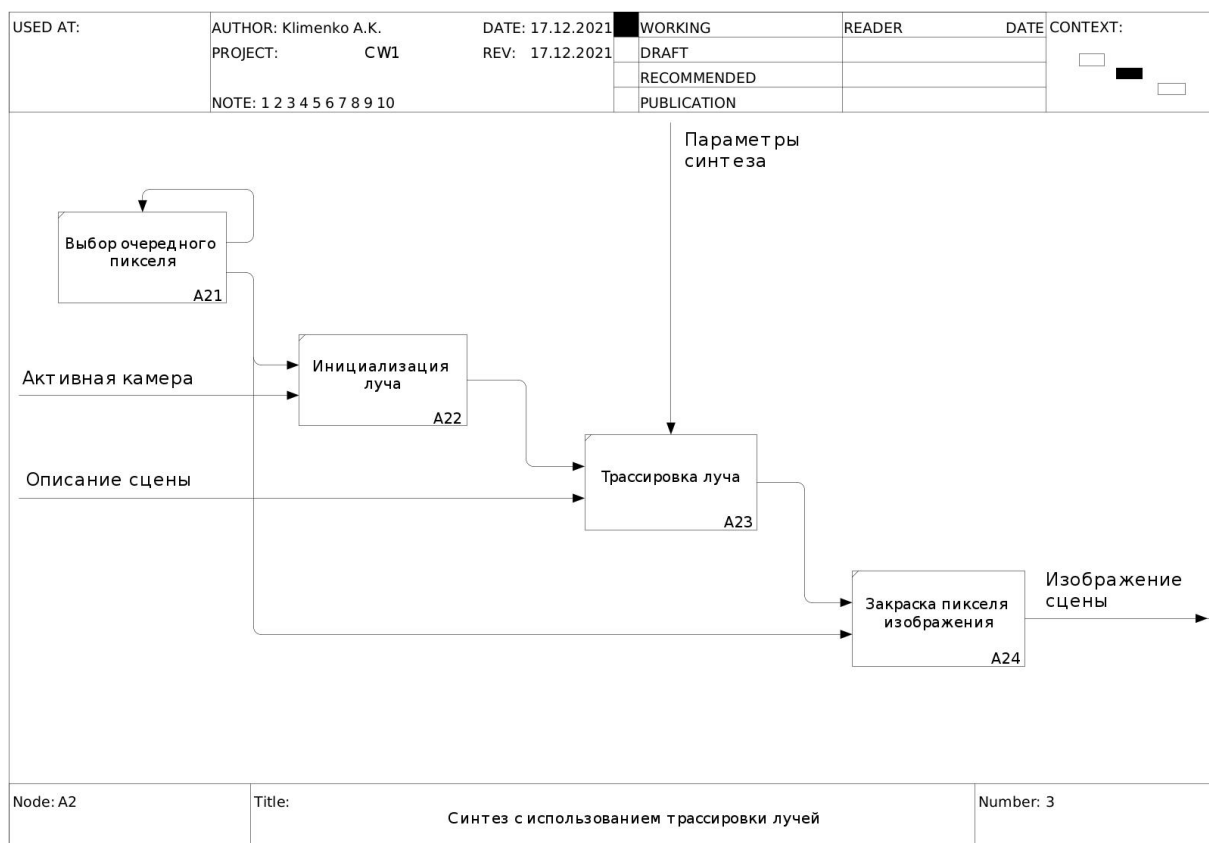 USED AT:
AUTHOR: Klimenko A.K.
DATE: 17.12.2021
WORKING
READER
DATE
CONTEXT:
PROJECT:
CW1
REV: 17.12.2021
DRAFT
RECOMMENDED
NOTE: 1 2 3 4 5 6 7 8 9 10
PUBLICATION
Параметры
синтеза
Выбор очередного
пикселя
A21
Активная камера
Инициализация
луча
A22
Описание сцены
Трассировка луча
A23
Закраска пикселя
изображения
A24
Изображение
сцены
Node: A2
Title:
Синтез с использованием трассировки лучей
Number: 3